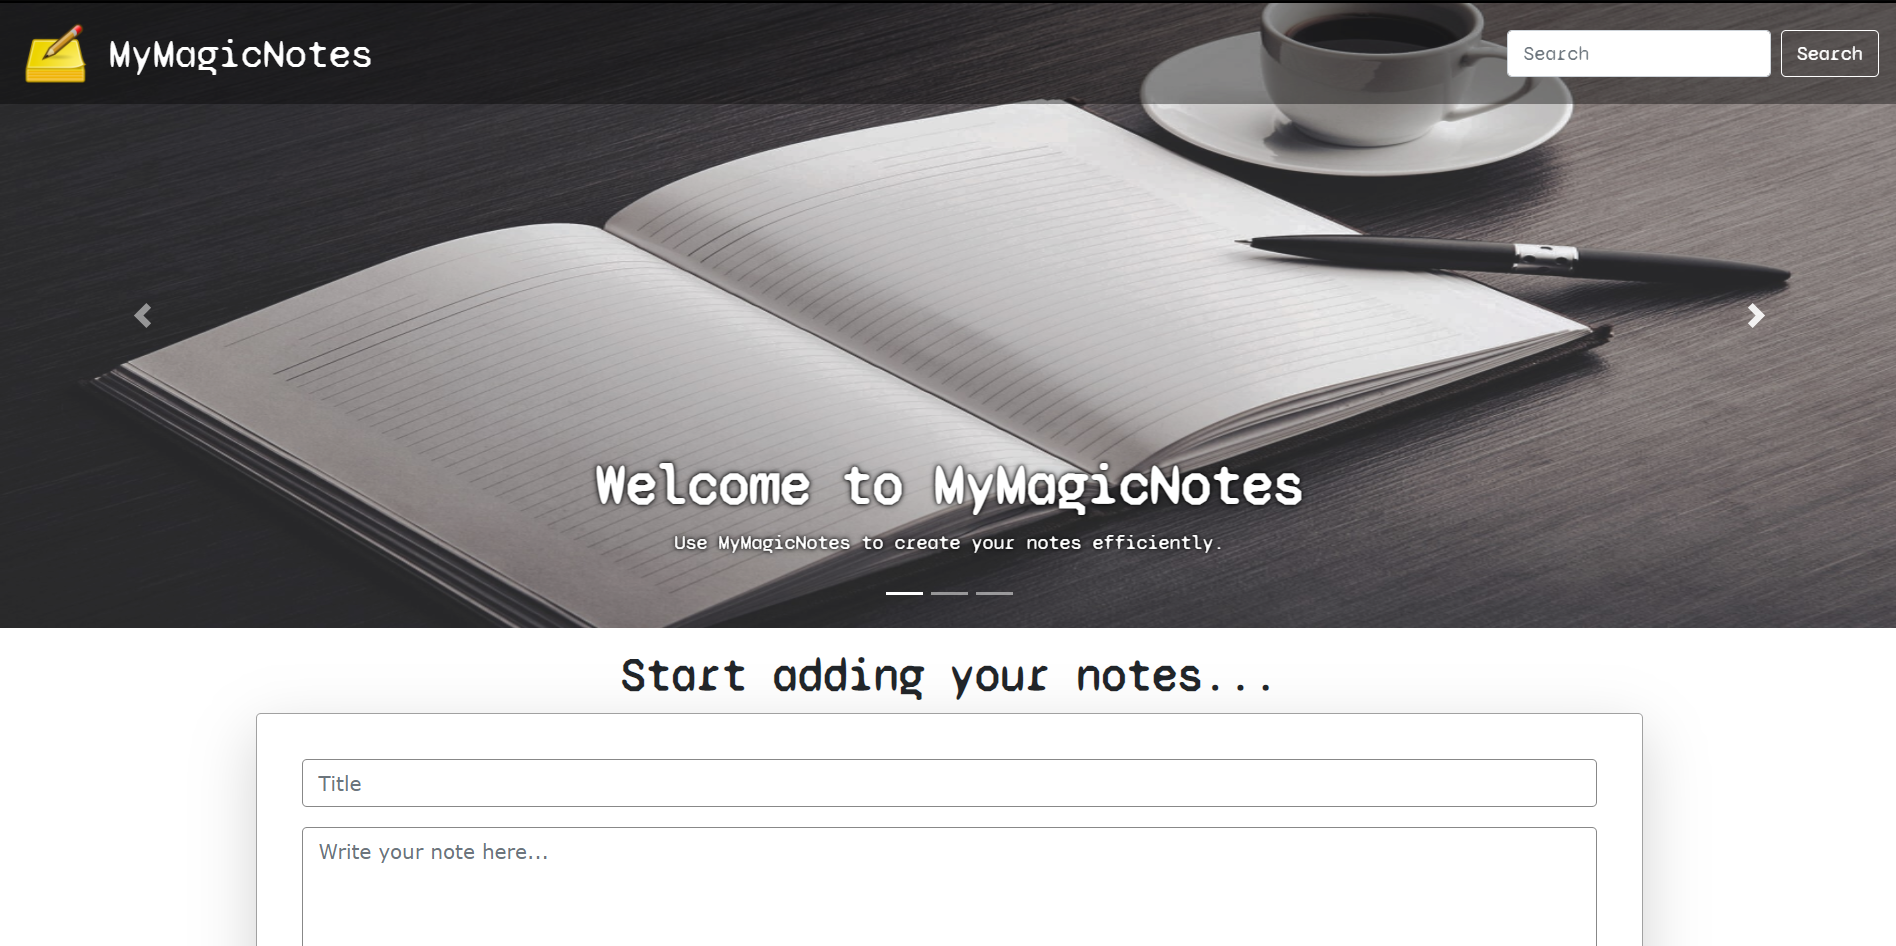 MyMagicNotes
Search
Search
Welcome to MyMagicNotes
Use MyMagicNotes to create your notes efficiently.
Start adding your notes...
Title
Write your note here...